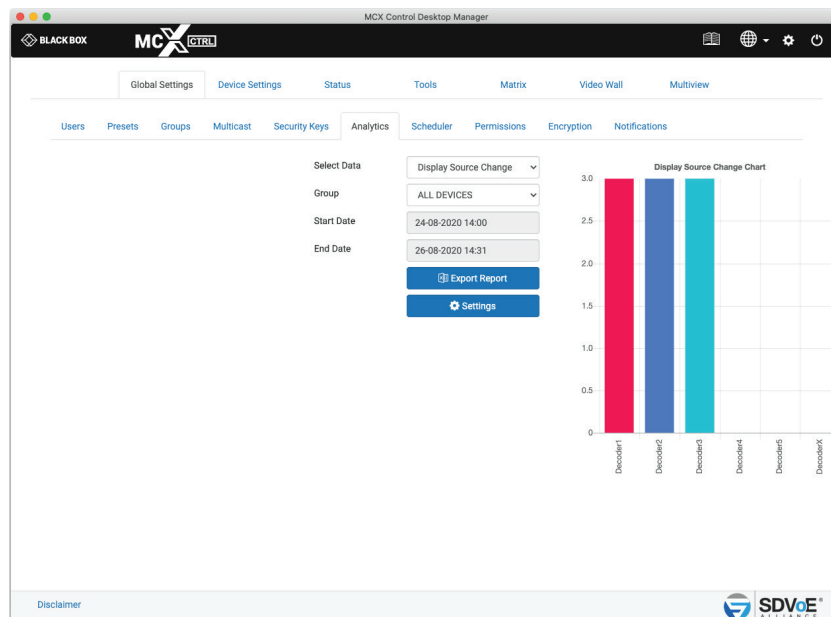 MCX Control Desktop Manager
BLACK BOX MCX CTRL
Global Settings Device Settings Status Tools Matrix Video Wall Multiview
Users Presets Groups Multicast Security Keys Analytics Scheduler Permissions Encryption Notifications
Select Data Display Source Change
Group ALL DEVICES
Start Date 24-08-2020 14:00
End Date 26-08-2020 14:31
Export Report
Settings
Display Source Change Chart
3.0
2.5
2.0
1.5
1.0
0.5
0
Decoder1
Decoder2
Decoder3
Decoder4
Decoder5
DecoderX
Disclaimer
SDVoE
ALLIANCE